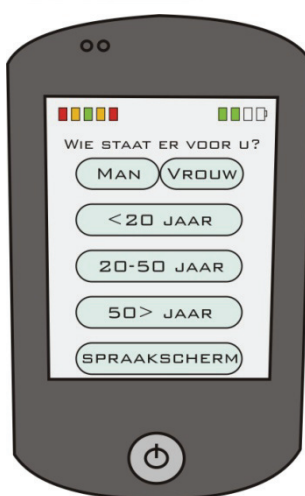 WIE STAAT ER VOOR U?
MAN VROUW
<20 JAAR
20-50 JAAR
50> JAAR
SPRAAKSCHERM